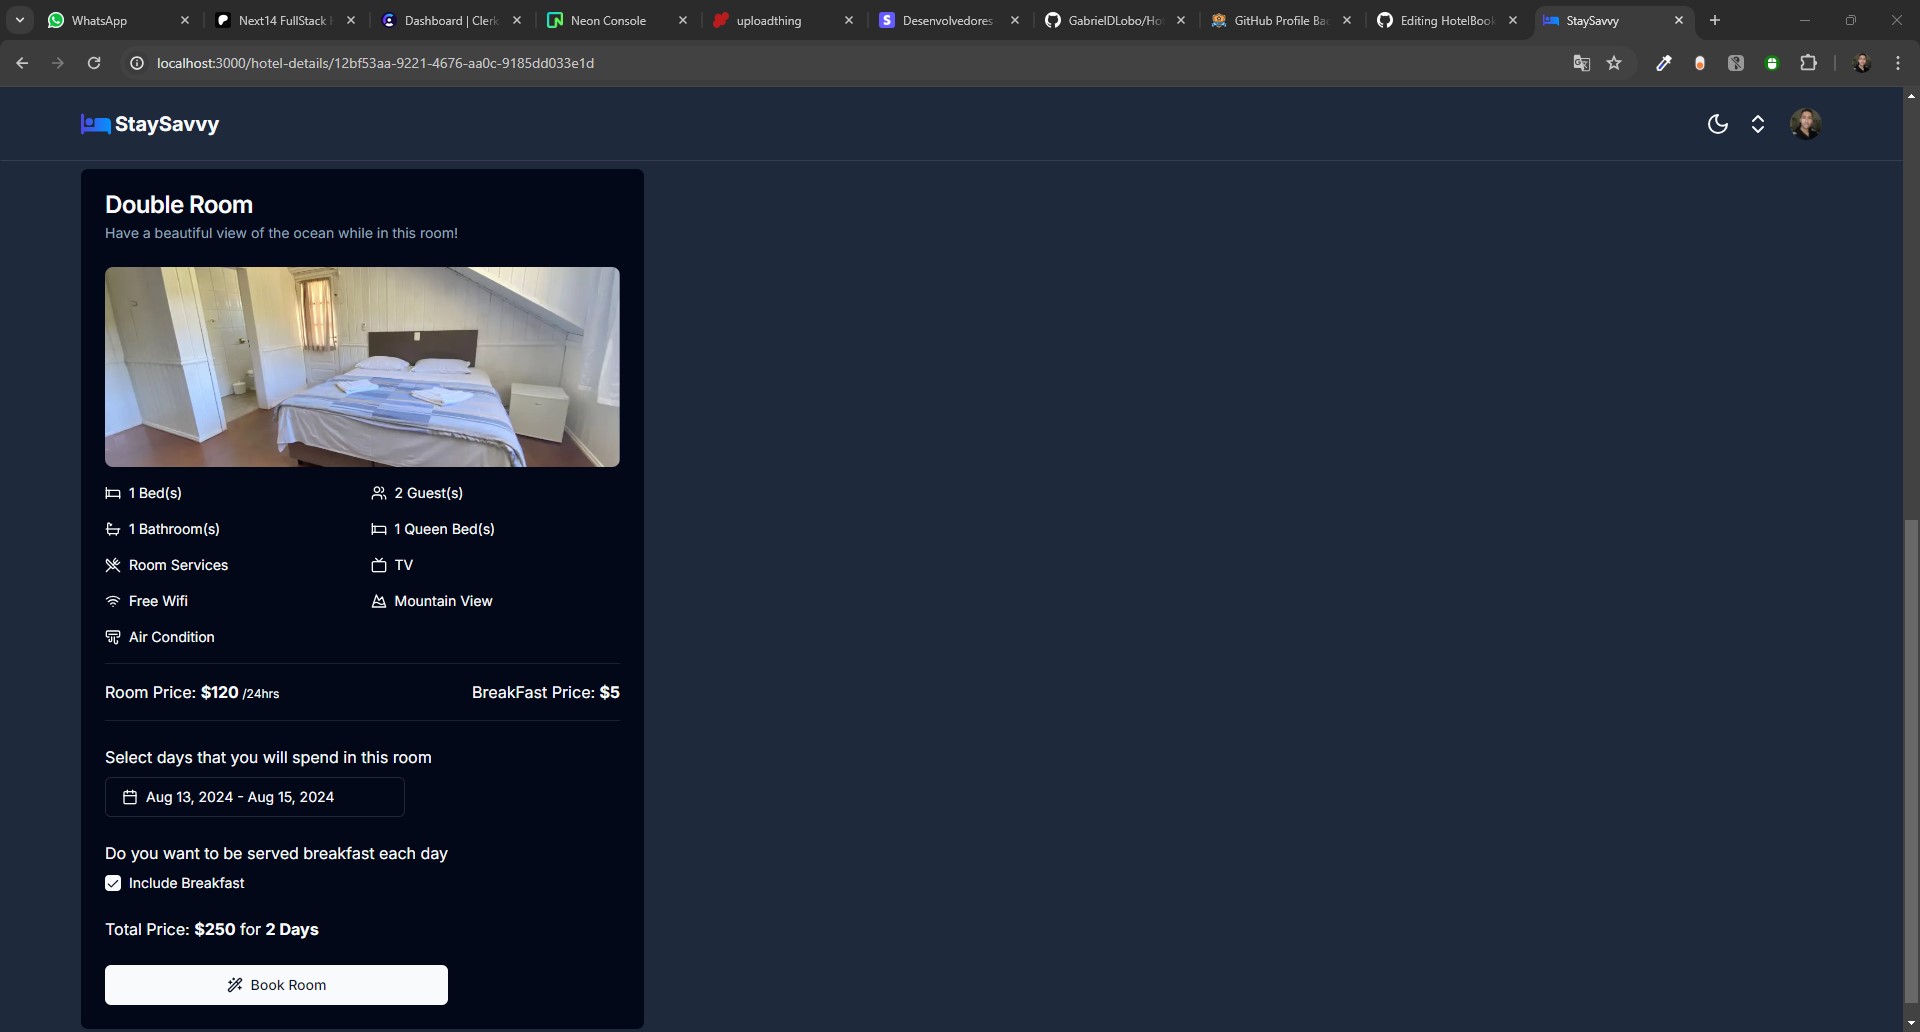 WhatsApp
Next14 FullStack
Dashboard | Clerk
Neon Console
uploadthing
Desenvolvedores
GabrielDLobo/Hot
GitHub Profile Bad
Editing HotelBook
StaySavvy
localhost:3000/hotel-details/12bf53aa-9221-4676-aa0c-9185dd033e1d
StaySavvy
Double Room
Have a beautiful view of the ocean while in this room!
1 Bed(s)
2 Guest(s)
1 Bathroom(s)
1 Queen Bed(s)
Room Services
TV
Free Wifi
Mountain View
Air Condition
Room Price: $120 /24hrs
BreakFast Price: $5
Select days that you will spend in this room
Aug 13, 2024 - Aug 15, 2024
Do you want to be served breakfast each day
Include Breakfast
Total Price: $250 for 2 Days
Book Room